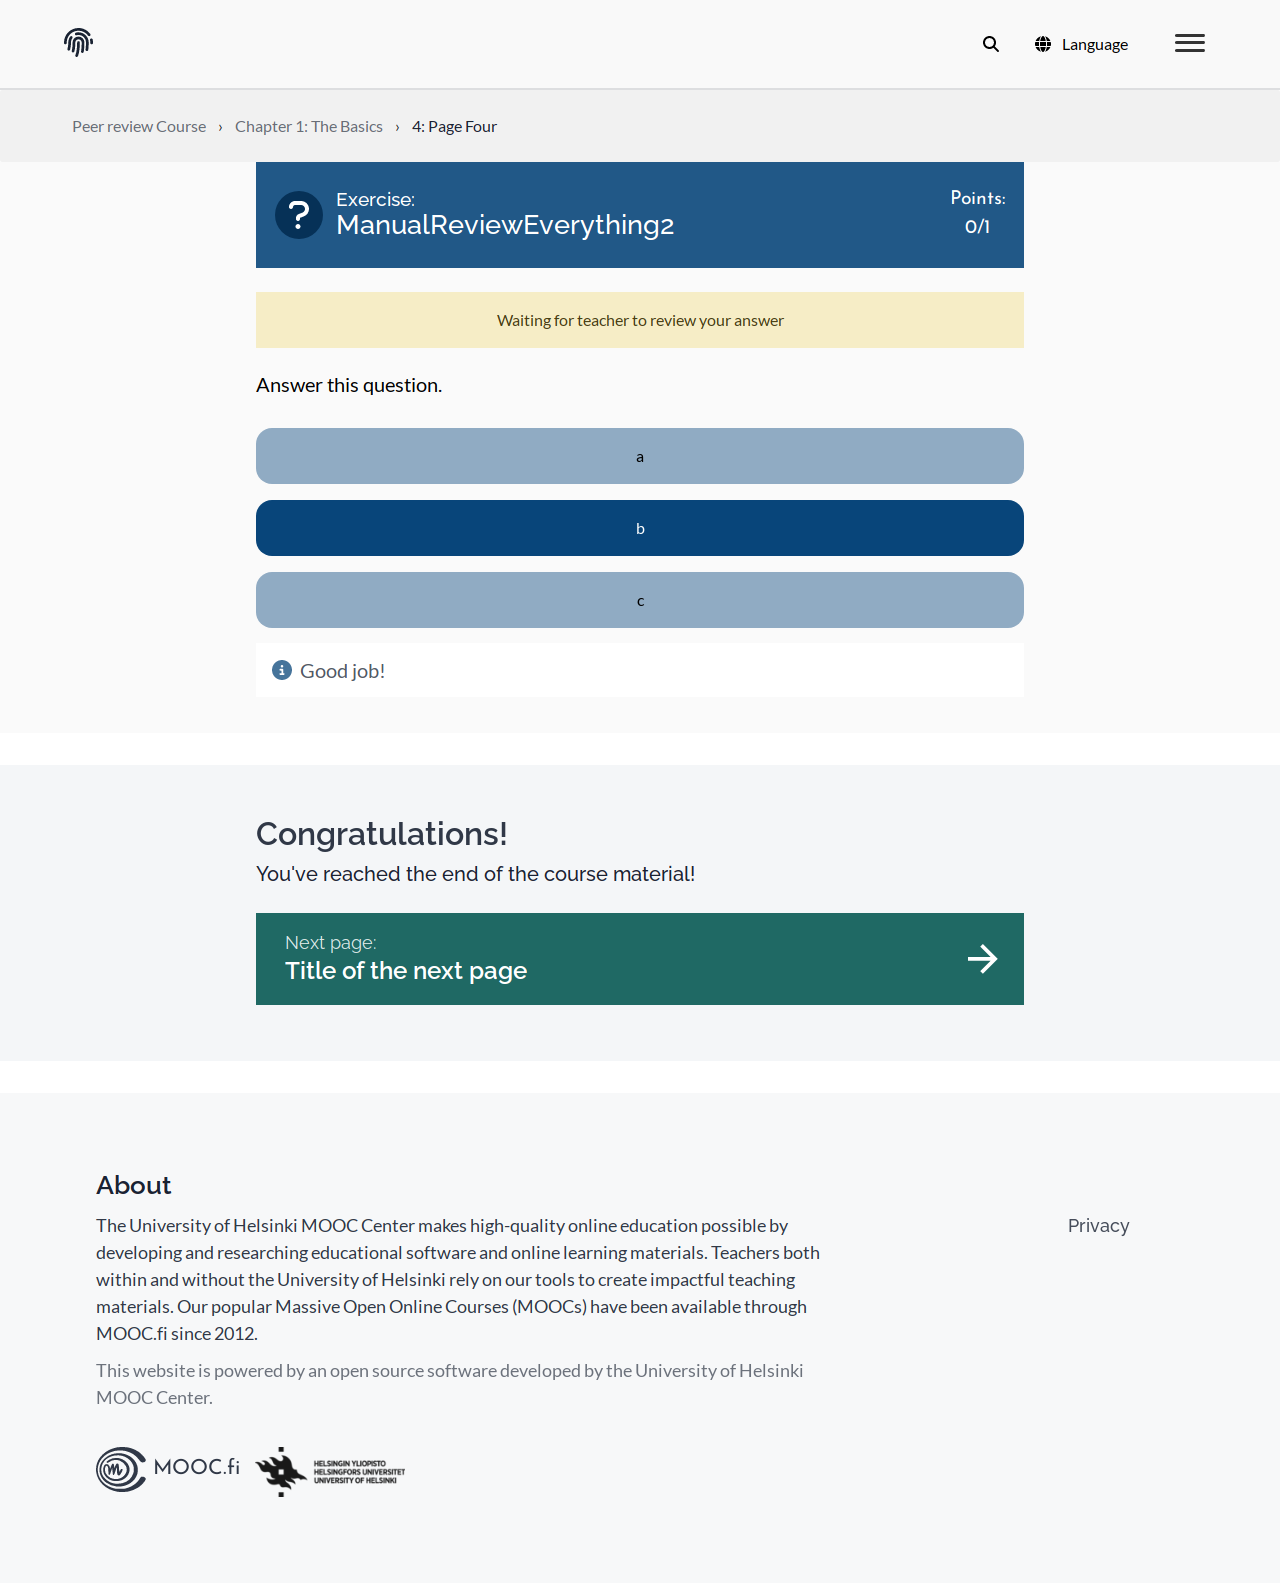 Language
Peer review Course › Chapter 1: The Basics › 4: Page Four
Exercise:
ManualReviewEverything2
Points:
0/1
Waiting for teacher to review your answer
Answer this question.
a
b
c
Good job!
Congratulations!
You've reached the end of the course material!
Next page:
Title of the next page
About
The University of Helsinki MOOC Center makes high-quality online education possible by
developing and researching educational software and online learning materials. Teachers both
within and without the University of Helsinki rely on our tools to create impactful teaching
materials. Our popular Massive Open Online Courses (MOOCs) have been available through
MOOC.fi since 2012.
Privacy
This website is powered by an open source software developed by the University of Helsinki
MOOC Center.
MOOC.fi
HELSINGIN YLIOPISTO
HELSINGFORS UNIVERSITET
UNIVERSITY OF HELSINKI